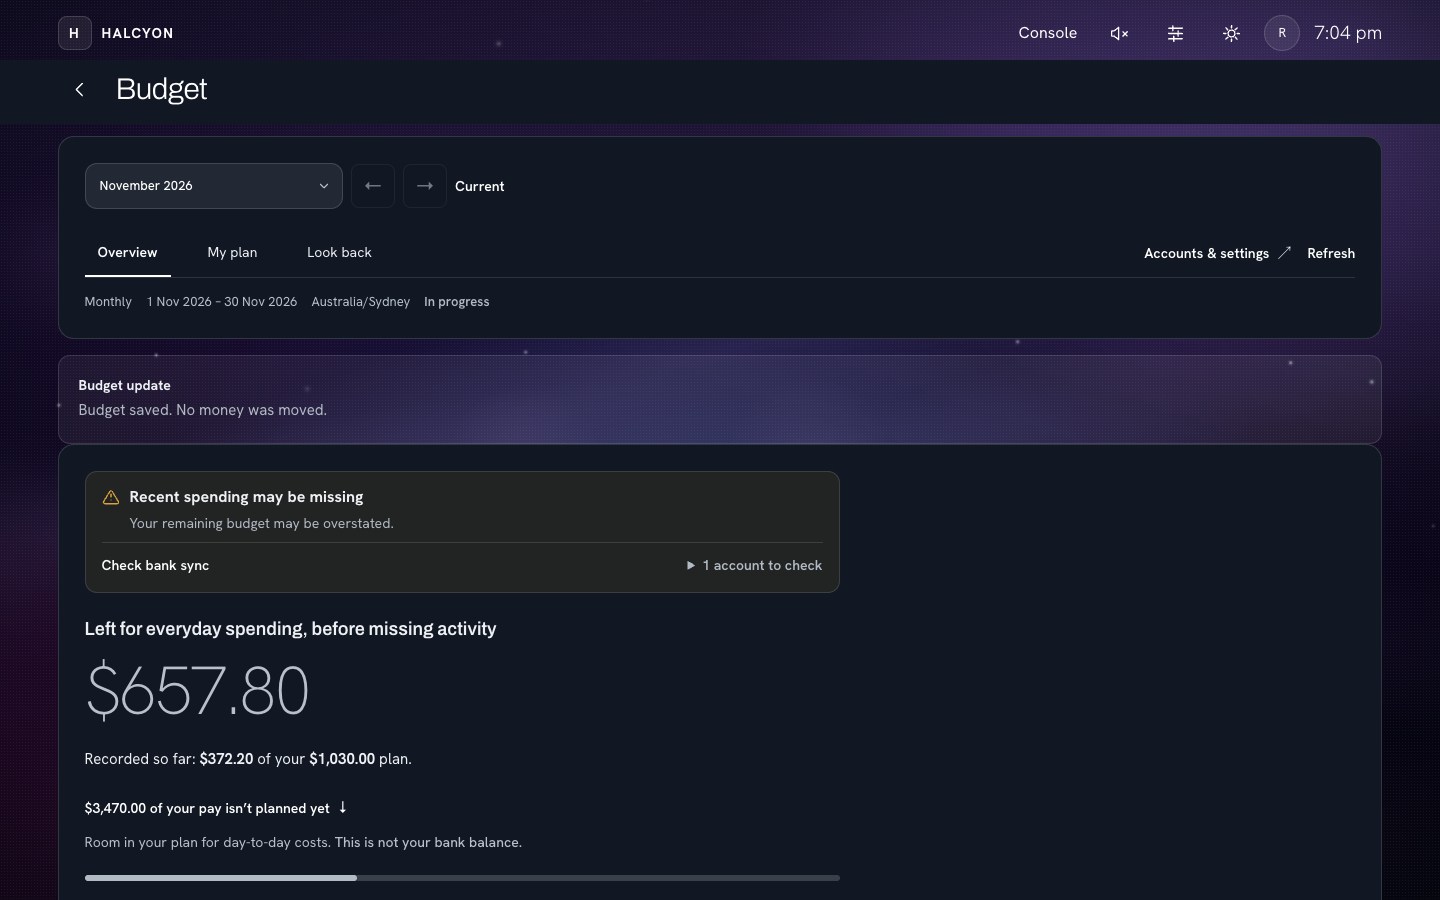 H HALCYON Console R 7:04 pm
Budget
November 2026 ← → Current
Overview My plan Look back Accounts & settings Refresh
Monthly 1 Nov 2026 – 30 Nov 2026 Australia/Sydney In progress
Budget update
Budget saved. No money was moved.
Recent spending may be missing
Your remaining budget may be overstated.
Check bank sync ▶ 1 account to check
Left for everyday spending, before missing activity
$657.80
Recorded so far: $372.20 of your $1,030.00 plan.
$3,470.00 of your pay isn’t planned yet ↓
Room in your plan for day-to-day costs. This is not your bank balance.